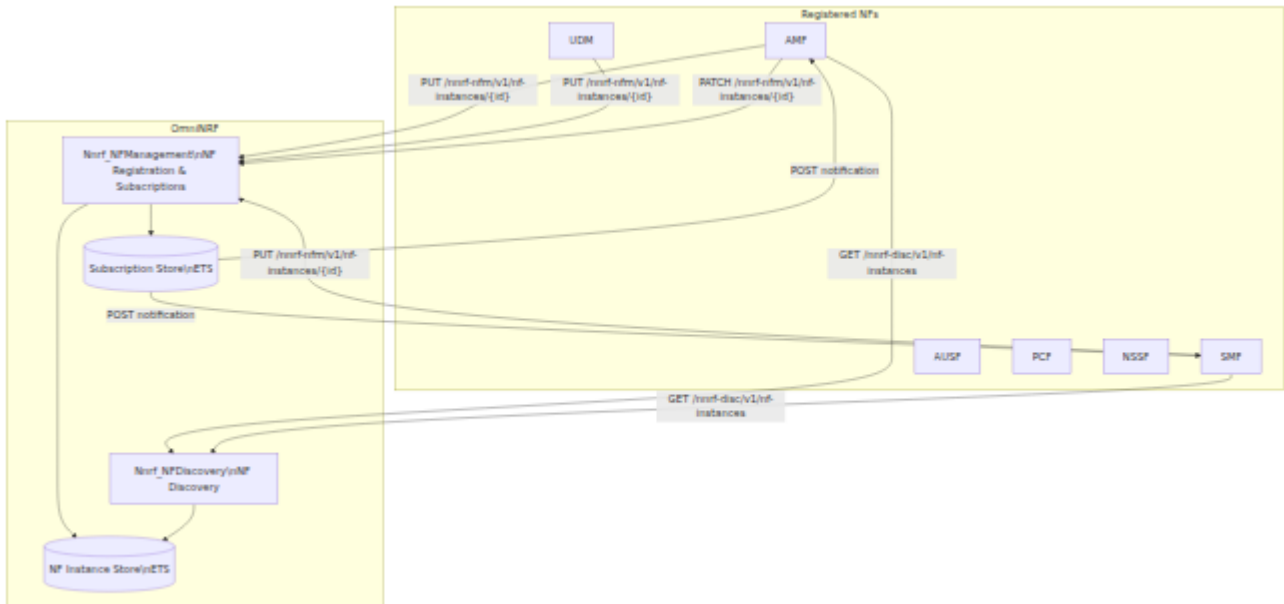 Registered NFs
UDM
AMF
PUT /nnrf-nfm/v1/nf-
instances/{id}
PUT /nnrf-nfm/v1/nf-
instances/{id}
PATCH /nnrf-nfm/v1/nf-
instances/{id}
OmniNRF
Nnrf_NFManagement\nNF
Registration &
Subscriptions
POST notification
Subscription Store\nETS
PUT /nnrf-nfm/v1/nf-
instances/{id}
GET /nnrf-disc/v1/nf-
instances
POST notification
AUSF
PCF
NSSF
SMF
GET /nnrf-disc/v1/nf-
instances
Nnrf_NFDiscovery\nNF
Discovery
NF Instance Store\nETS